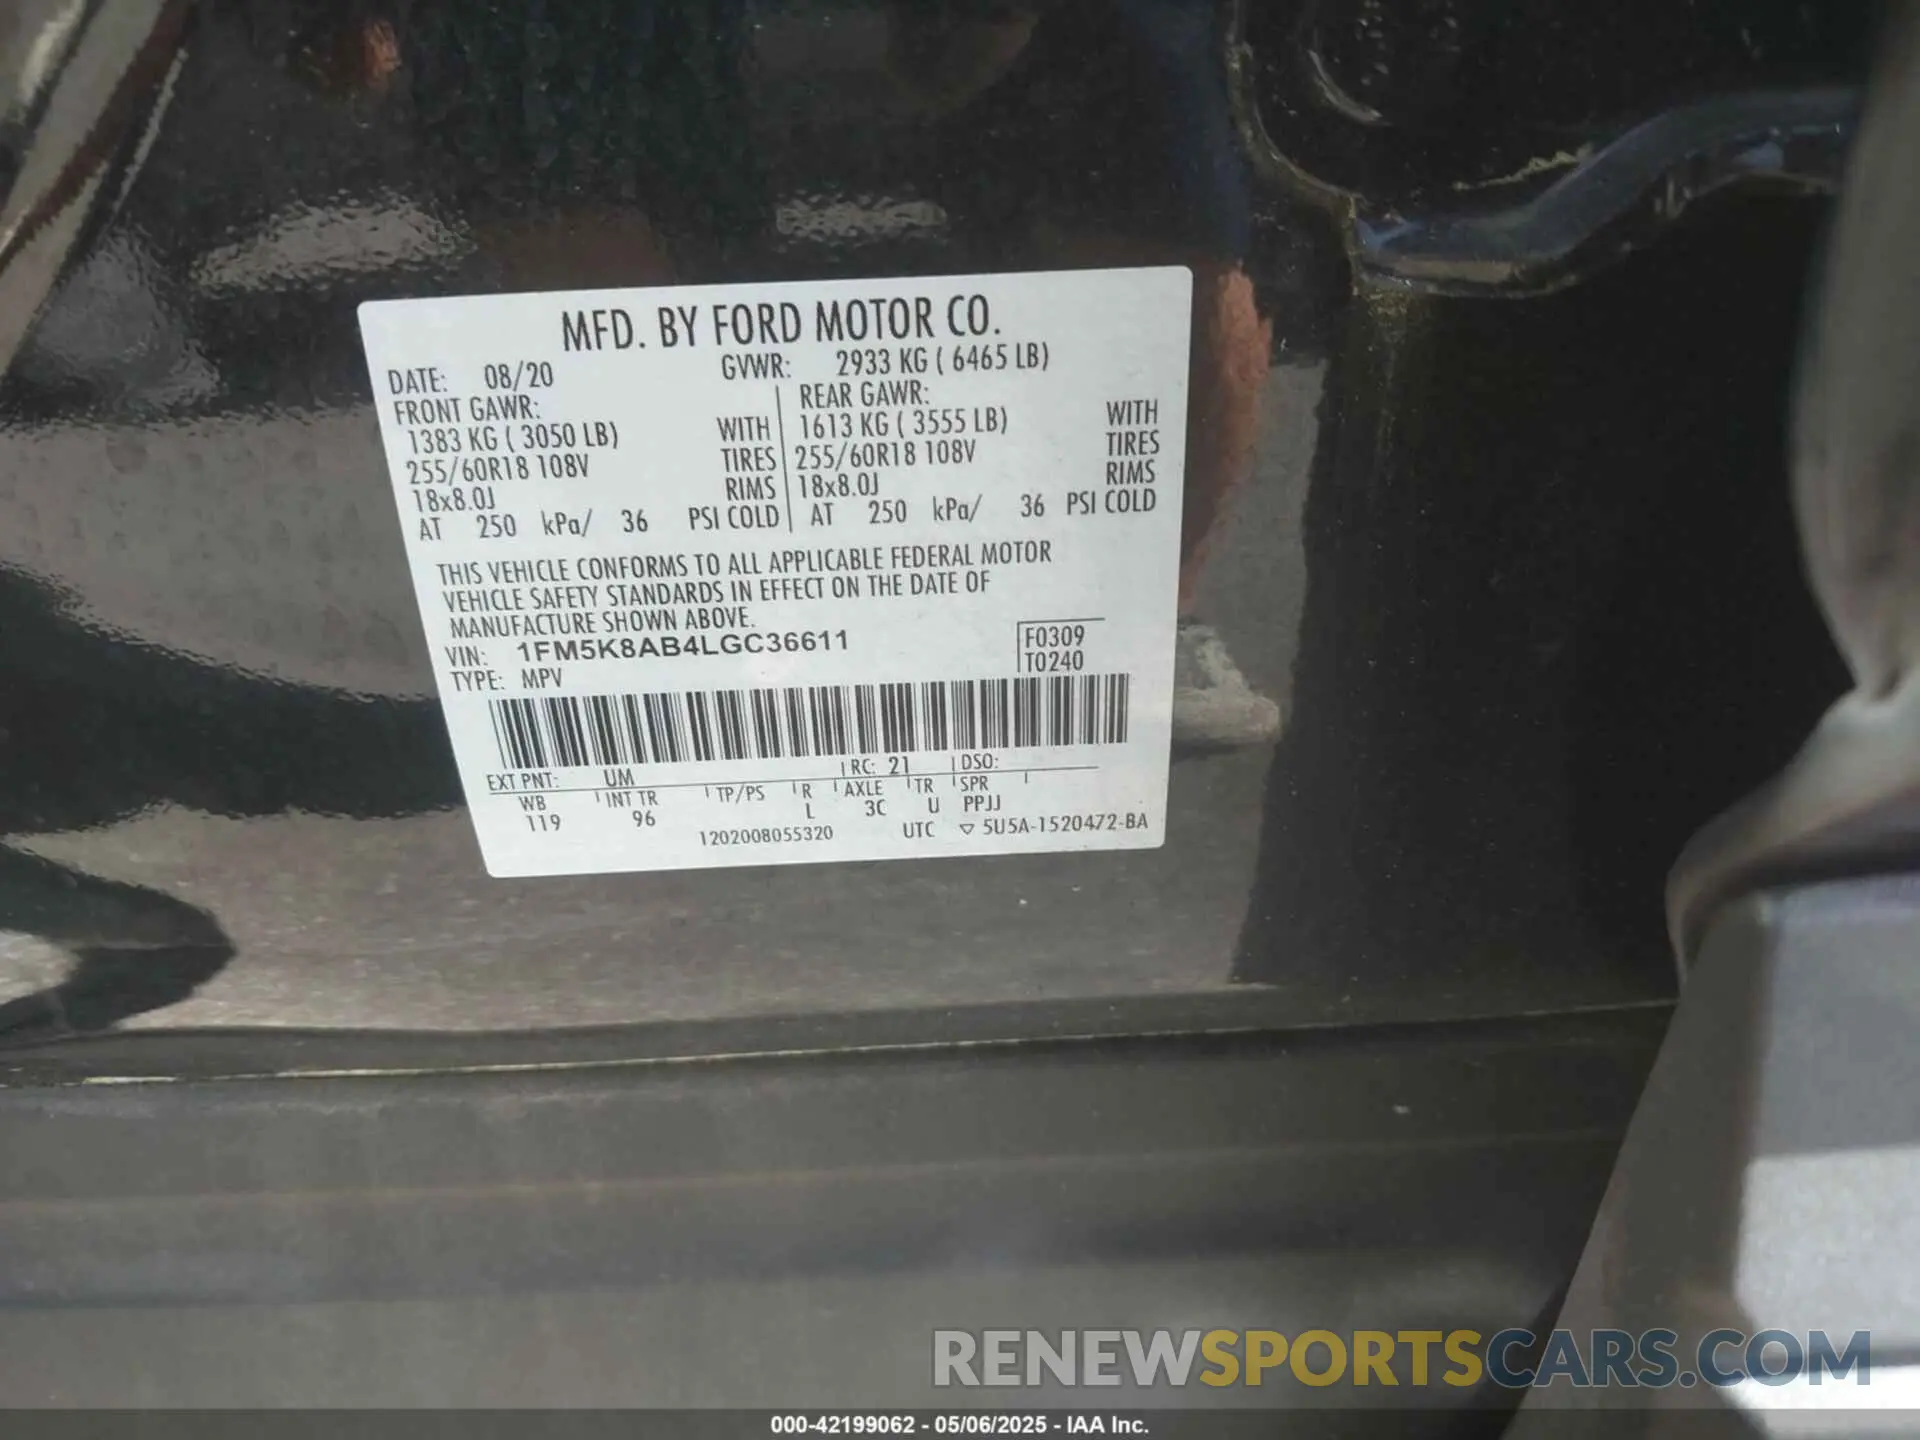 MFD. BY FORD MOTOR CO.
DATE: 08/20 GVWR: 2933 KG ( 6465 LB)
FRONT GAWR: REAR GAWR:
1383 KG ( 3050 LB) WITH 1613 KG ( 3555 LB) WITH
255/60R18 108V TIRES 255/60R18 108V TIRES
18x8.0J RIMS 18x8.0J RIMS
AT 250 kPa/ 36 PSI COLD AT 250 kPa/ 36 PSI COLD
THIS VEHICLE CONFORMS TO ALL APPLICABLE FEDERAL MOTOR
VEHICLE SAFETY STANDARDS IN EFFECT ON THE DATE OF
MANUFACTURE SHOWN ABOVE.
VIN: 1FM5K8AB4LGC36611 F0309
TYPE: MPV T0240
EXT PNT: UM RC: 21 DSO:
WB INT TR TP/PS R AXLE TR SPR
119 96 L 3C U PPJJ
1202008055320 UTC ▽ 5U5A-1520472-BA
RENEWSPORTSCARS.COM
000-42199062 - 05/06/2025 - IAA Inc.